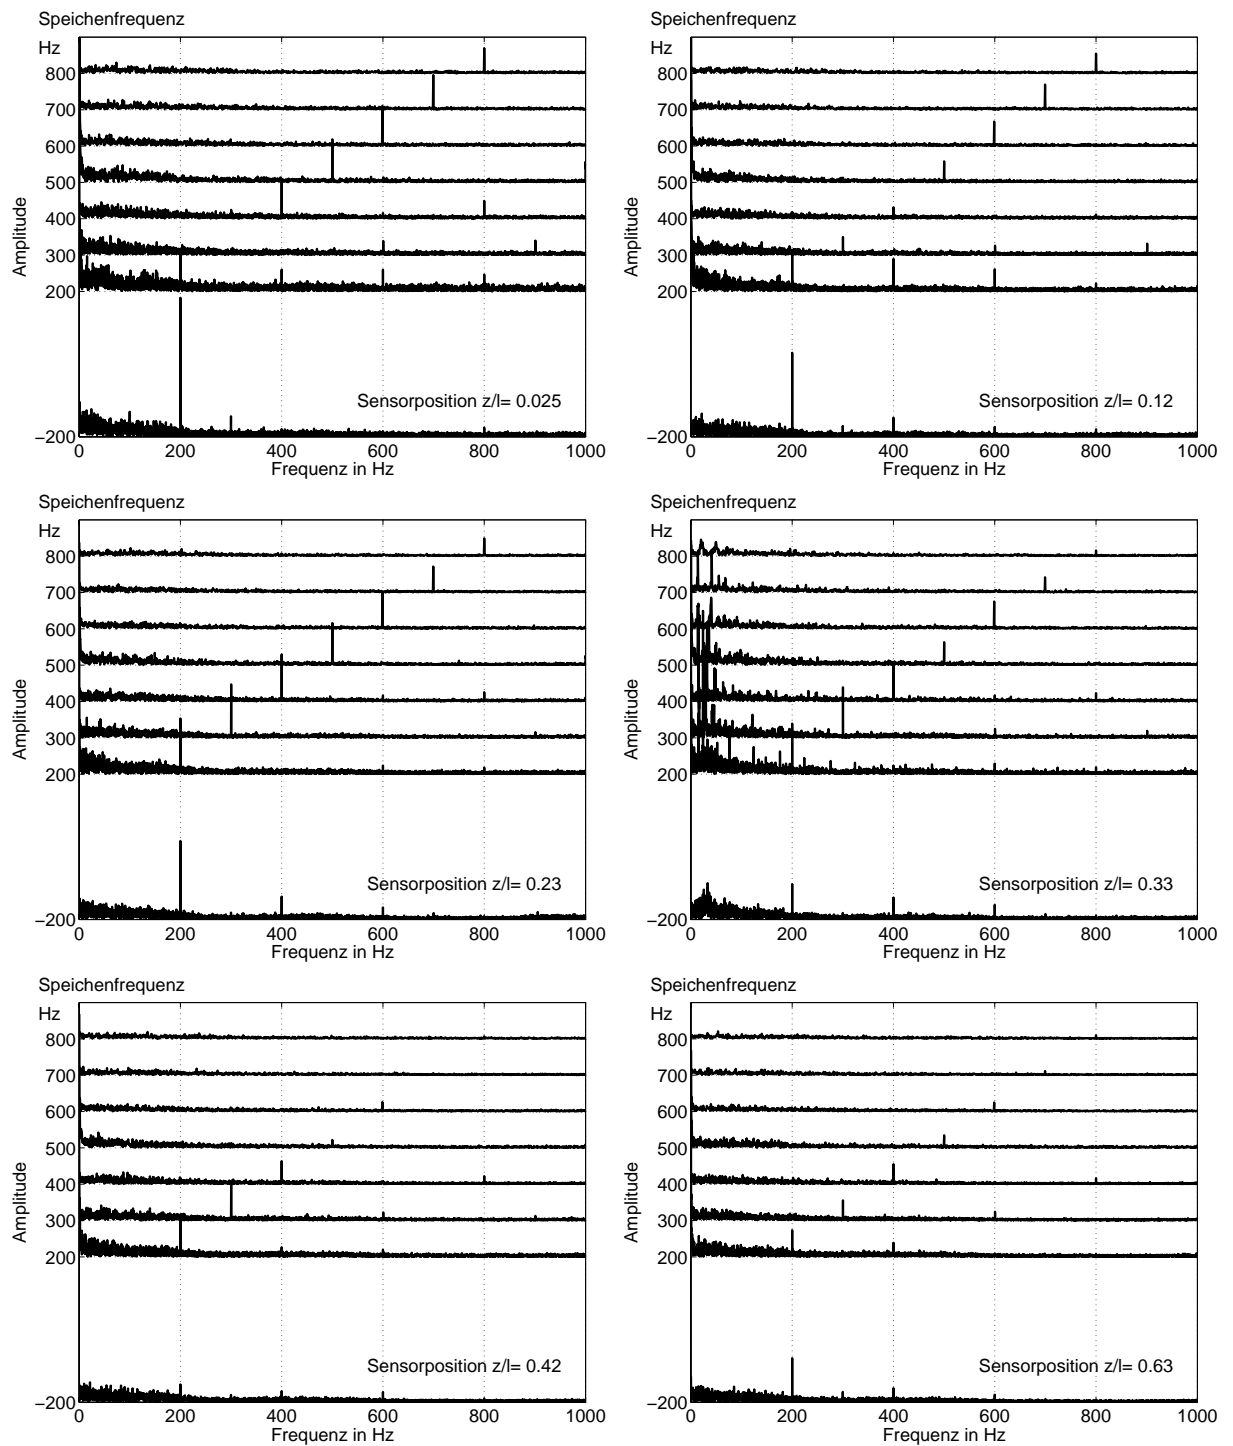 Speichenfrequenz
Hz
800
700
600
500
400
300
200
−200
Amplitude
Sensorposition z/l= 0.025
0 200 400 600 800 1000
Frequenz in Hz
Speichenfrequenz
Hz
800
700
600
500
400
300
200
−200
Amplitude
Sensorposition z/l= 0.12
0 200 400 600 800 1000
Frequenz in Hz
Speichenfrequenz
Hz
800
700
600
500
400
300
200
−200
Amplitude
Sensorposition z/l= 0.23
0 200 400 600 800 1000
Frequenz in Hz
Speichenfrequenz
Hz
800
700
600
500
400
300
200
−200
Amplitude
Sensorposition z/l= 0.33
0 200 400 600 800 1000
Frequenz in Hz
Speichenfrequenz
Hz
800
700
600
500
400
300
200
−200
Amplitude
Sensorposition z/l= 0.42
0 200 400 600 800 1000
Frequenz in Hz
Speichenfrequenz
Hz
800
700
600
500
400
300
200
−200
Amplitude
Sensorposition z/l= 0.63
0 200 400 600 800 1000
Frequenz in Hz